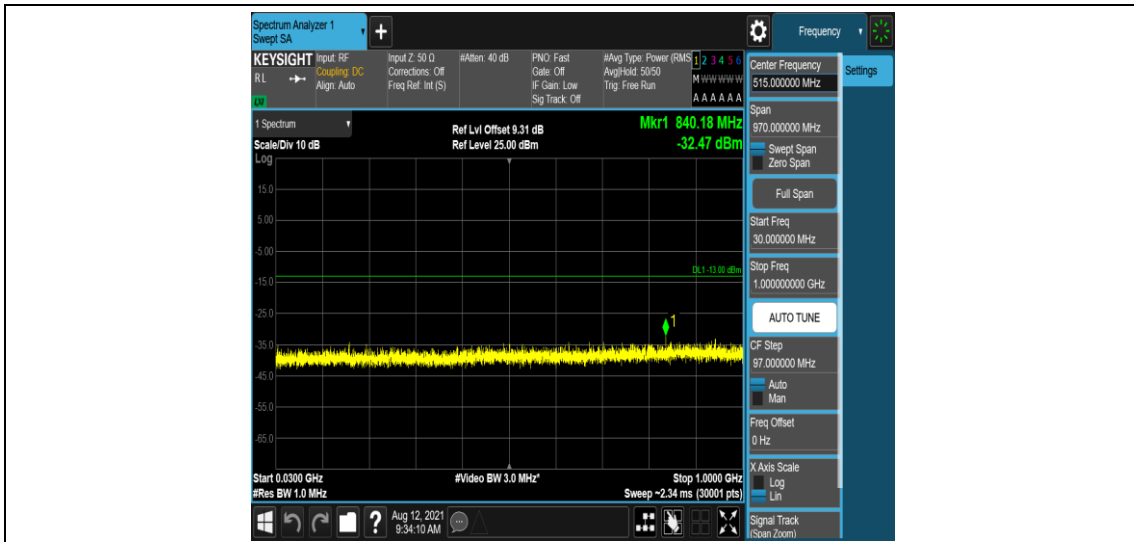 Spectrum Analyzer 1
Swept SA
+
Frequency
KEYSIGHT
RL
LM
Input: RF
Coupling: DC
Align: Auto
Input Z: 50 Ω
Corrections: Off
Freq Ref: Int (S)
#Atten: 40 dB
PNO: Fast
Gate: Off
IF Gain: Low
Sig Track: Off
#Avg Type: Power (RMS
Avg|Hold: 50/50
Trig: Free Run
1 2 3 4 5 6
M W W W W W
A A A A A A
1 Spectrum
Scale/Div 10 dB
Log
Ref Lvl Offset 9.31 dB
Ref Level 25.00 dBm
Mkr1 840.18 MHz
-32.47 dBm
15.0
5.00
-5.00
-15.0
-25.0
-35.0
-45.0
-55.0
-65.0
DL1 -13.00 dBm
1
Start 0.0300 GHz
#Res BW 1.0 MHz
#Video BW 3.0 MHz*
Stop 1.0000 GHz
Sweep ~2.34 ms (30001 pts)
?
Aug 12, 2021
9:34:10 AM
Center Frequency
515.000000 MHz
Span
970.000000 MHz
Swept Span
Zero Span
Full Span
Start Freq
30.000000 MHz
Stop Freq
1.000000000 GHz
AUTO TUNE
CF Step
97.000000 MHz
Auto
Man
Freq Offset
0 Hz
X Axis Scale
Log
Lin
Signal Track
(Span Zoom)
Settings